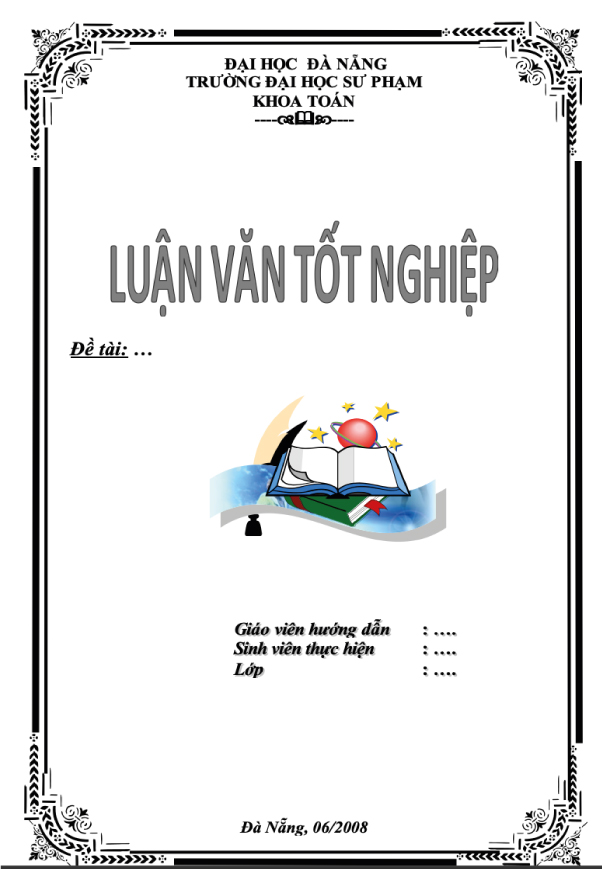 ĐẠI HỌC ĐÀ NẴNG
TRƯỜNG ĐẠI HỌC SƯ PHẠM
KHOA TOÁN
LUẬN VĂN TỐT NGHIỆP
Đề tài: …
Giáo viên hướng dẫn : ….
Sinh viên thực hiện : ….
Lớp : ….
Đà Nẵng, 06/2008